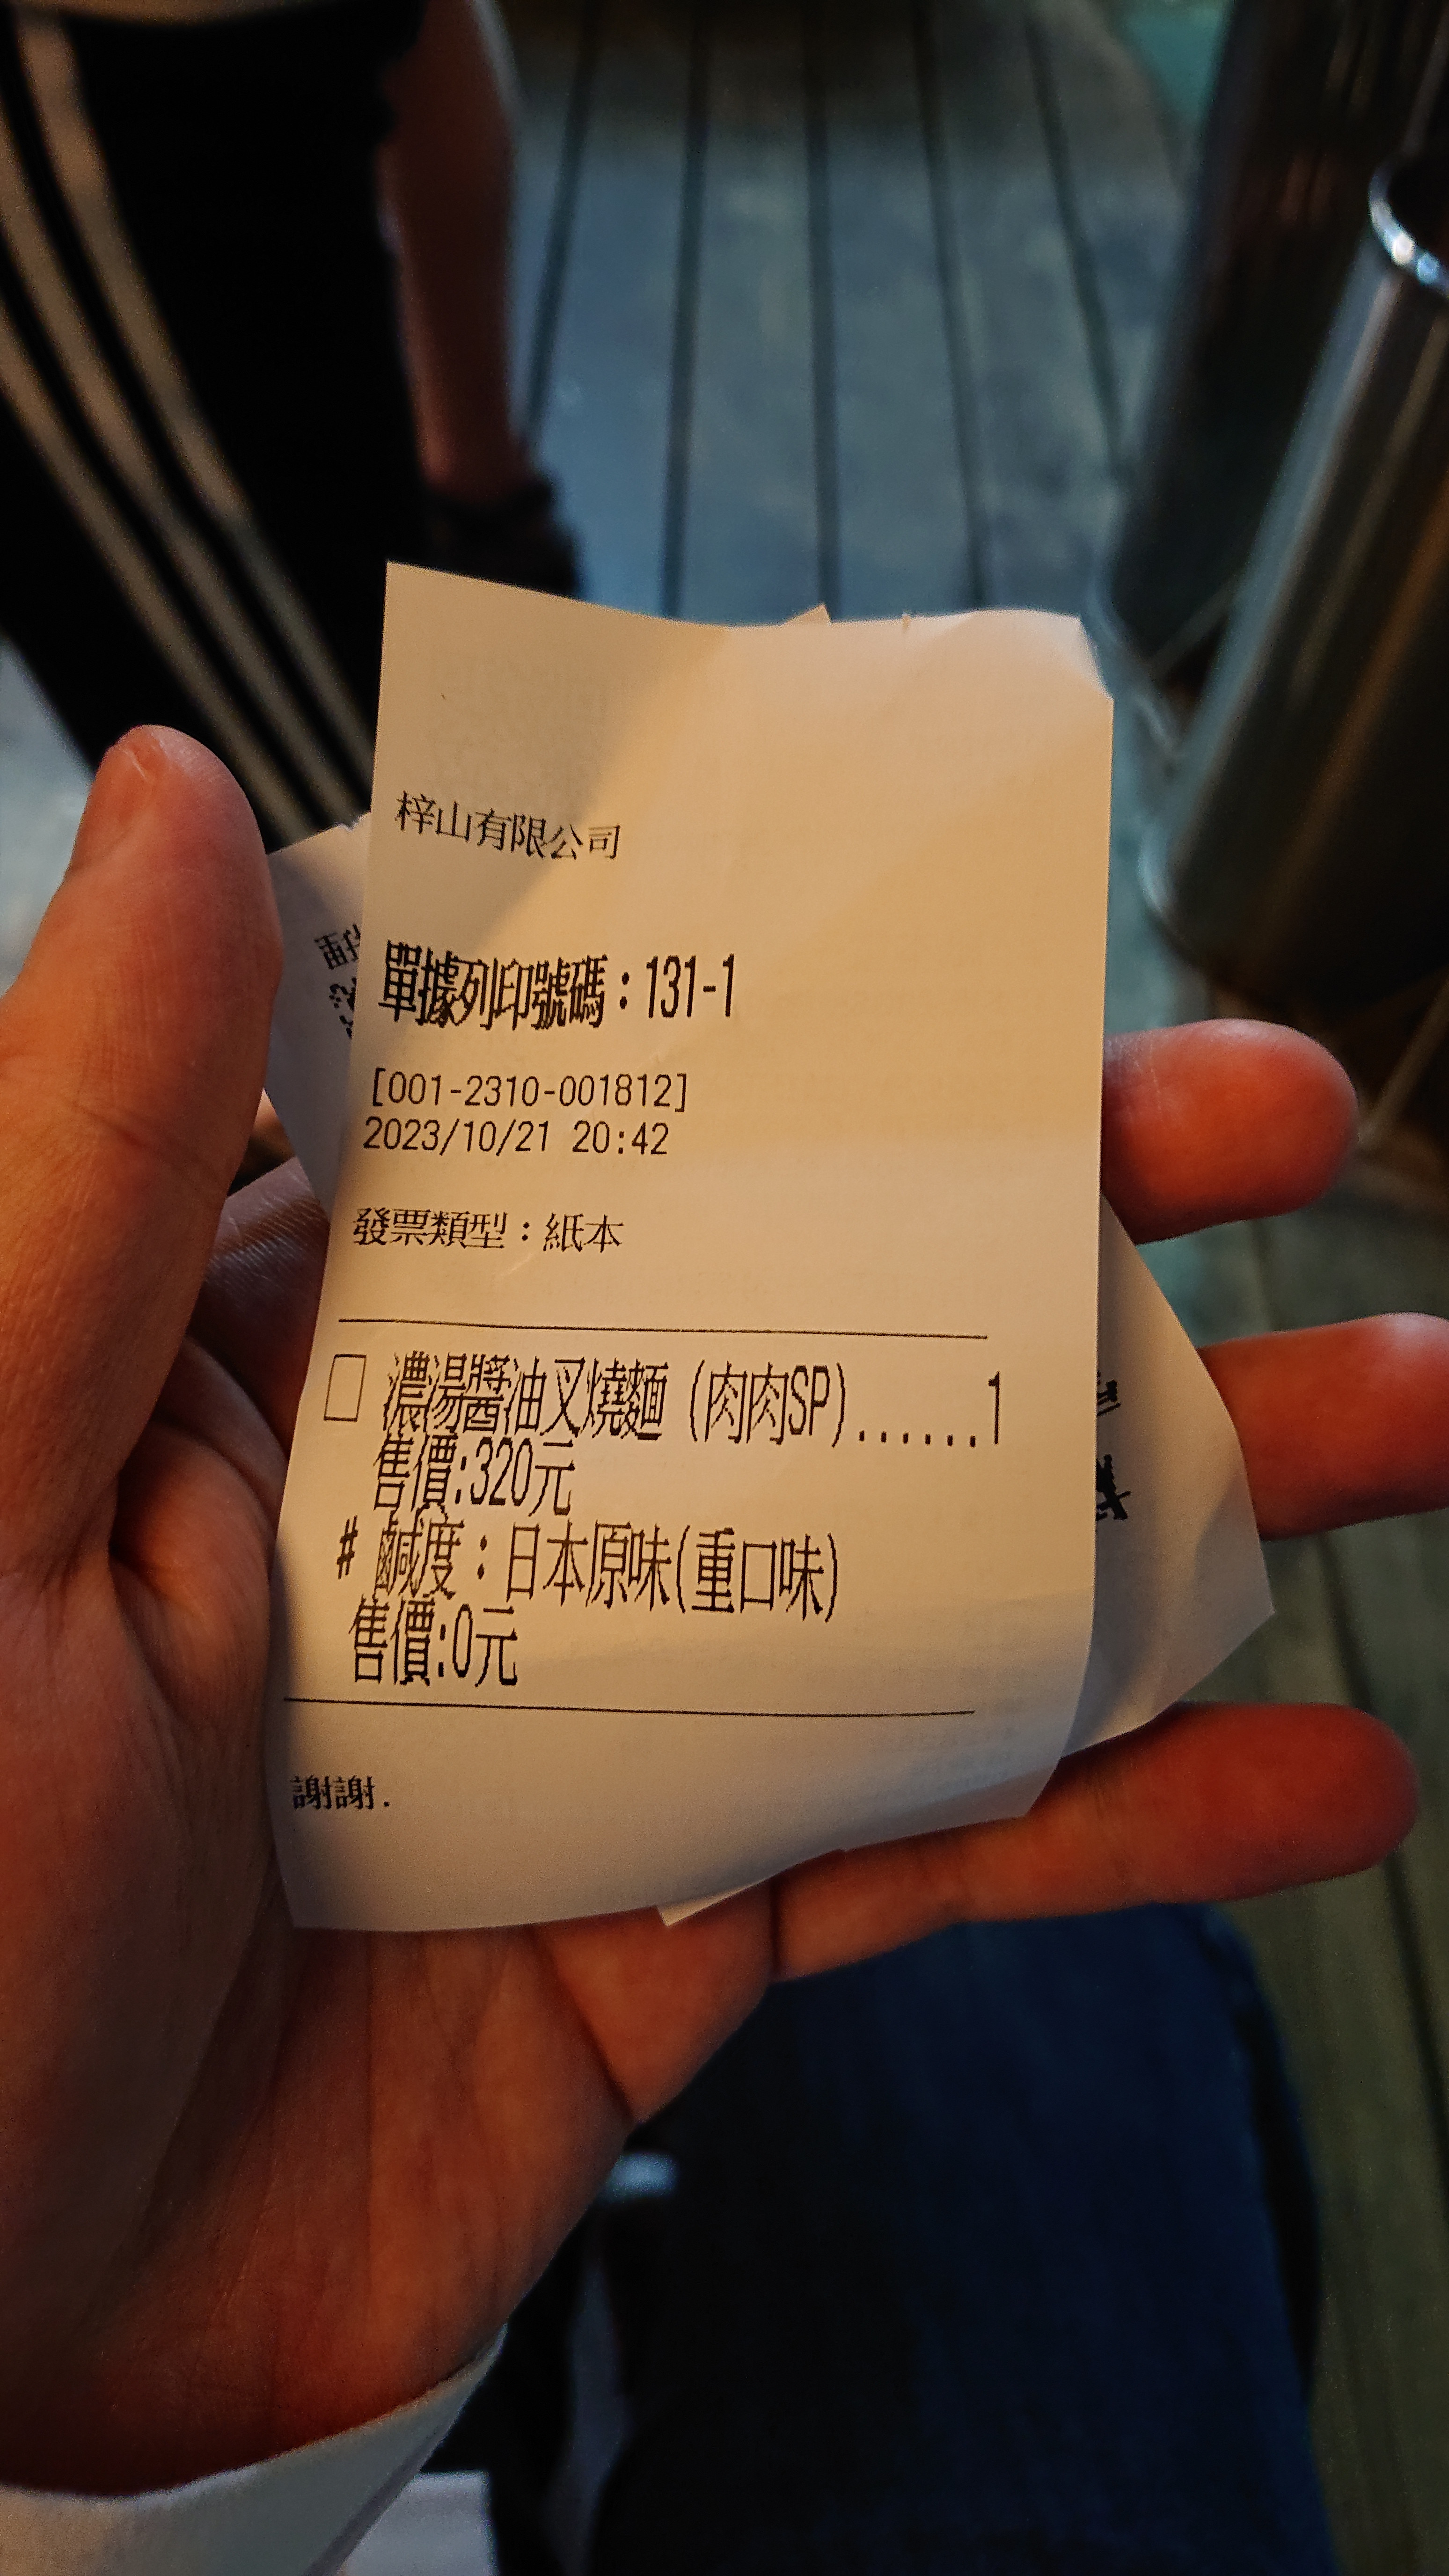 梓山有限公司
單據列印號碼：131-1
[001-2310-001812]
2023/10/21 20:42
發票類型：紙本
□ 濃湯醬油叉燒麵 (肉肉SP)......1
售價:320元
# 鹹度：日本原味(重口味)
售價:0元
謝謝.